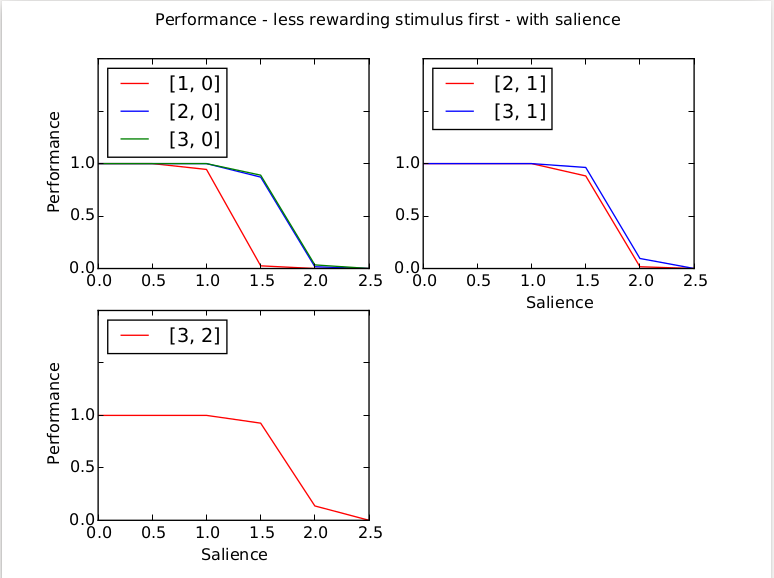 Performance - less rewarding stimulus first - with salience
[1, 0]
[2, 0]
[3, 0]
Performance
1.0
0.5
0.0
0.0 0.5 1.0 1.5 2.0 2.5
[2, 1]
[3, 1]
1.0
0.5
0.0
0.0 0.5 1.0 1.5 2.0 2.5
Salience
[3, 2]
Performance
1.0
0.5
0.0
0.0 0.5 1.0 1.5 2.0 2.5
Salience